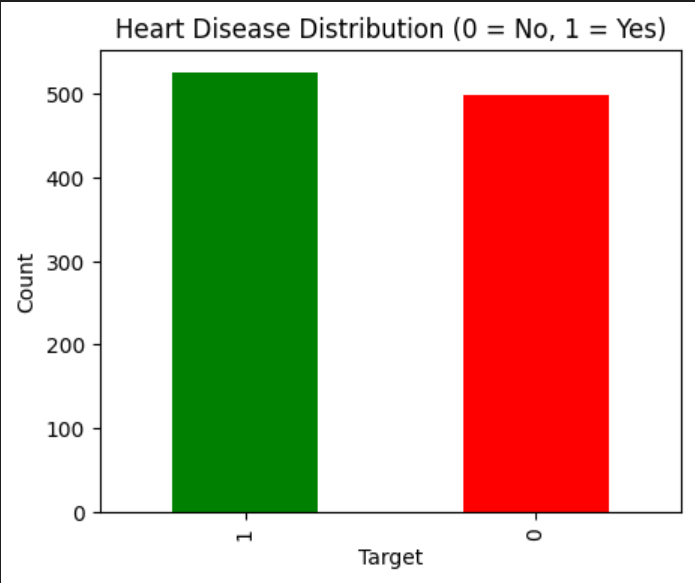 Heart Disease Distribution (0 = No, 1 = Yes)
500
400
300
200
100
0
Count
1
0
Target